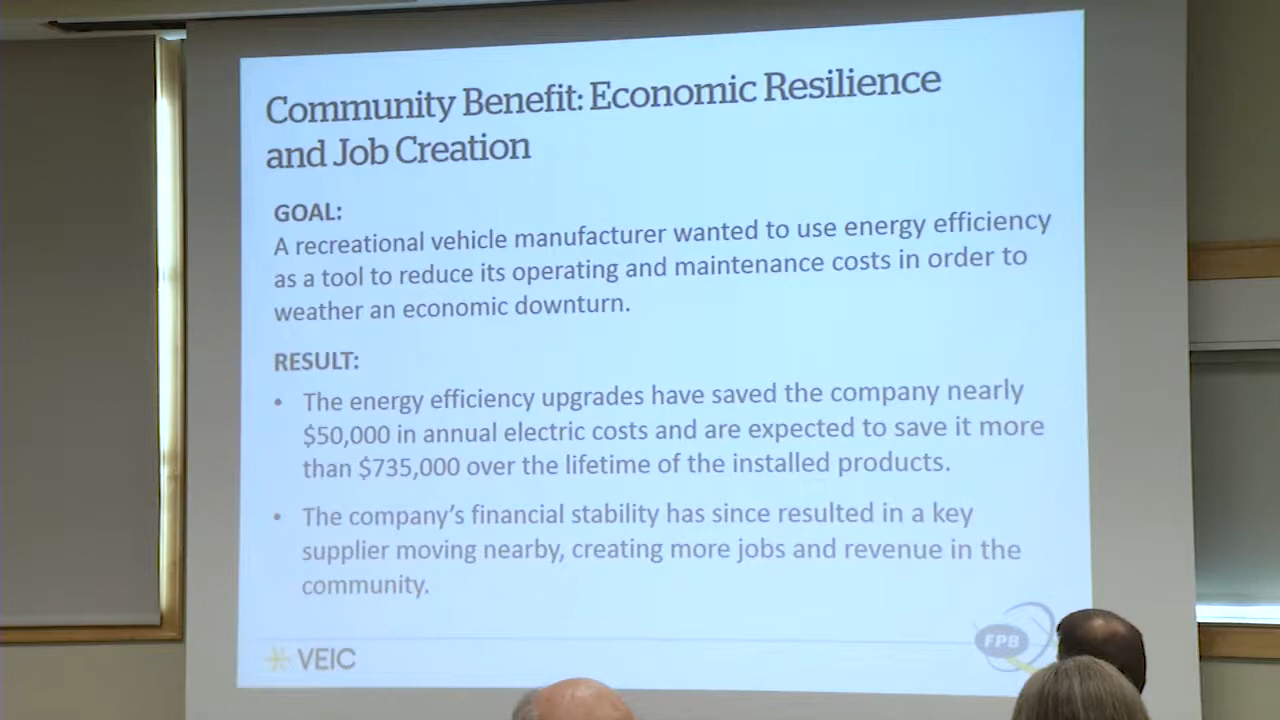 Community Benefit: Economic Resilience
and Job Creation
GOAL:
A recreational vehicle manufacturer wanted to use energy efficiency
as a tool to reduce its operating and maintenance costs in order to
weather an economic downturn.
RESULT:
• The energy efficiency upgrades have saved the company nearly
$50,000 in annual electric costs and are expected to save it more
than $735,000 over the lifetime of the installed products.
• The company's financial stability has since resulted in a key
supplier moving nearby, creating more jobs and revenue in the
community.
VEIC
FPB